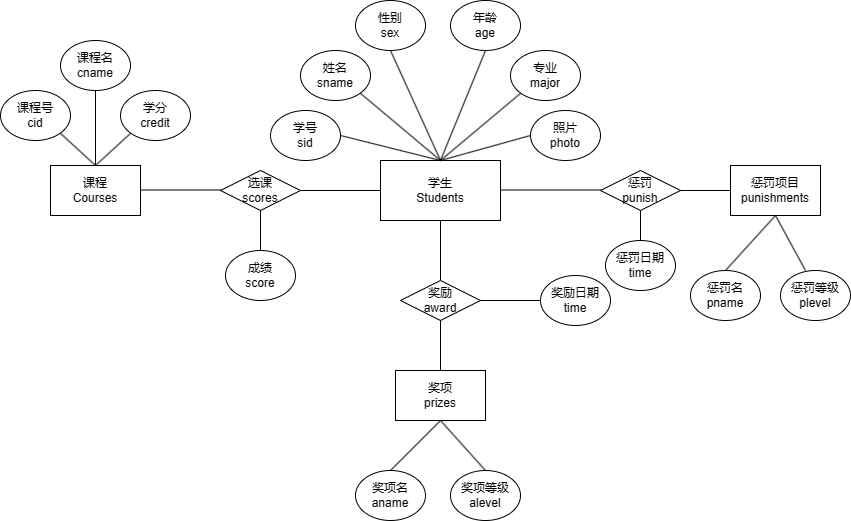 性别
sex
年龄
age
课程名
cname
姓名
sname
专业
major
课程号
cid
学分
credit
学号
sid
照片
photo
课程
Courses
选课
scores
学生
Students
惩罚
punish
惩罚项目
punishments
成绩
score
惩罚日期
time
奖励
award
奖励日期
time
惩罚名
pname
惩罚等级
plevel
奖项
prizes
奖项名
aname
奖项等级
alevel